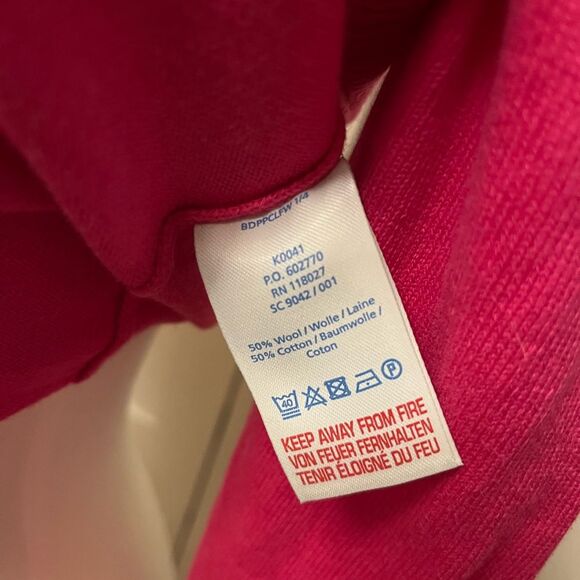 BDPPCLFW 1/4
K0041
P.O. 602770
RN 118027
SC 9042 / 001
50% Wool / Wolle / Laine
50% Cotton / Baumwolle /
Coton
40 P
KEEP AWAY FROM FIRE
VON FEUER FERNHALTEN
TENIR ÉLOIGNÉ DU FEU